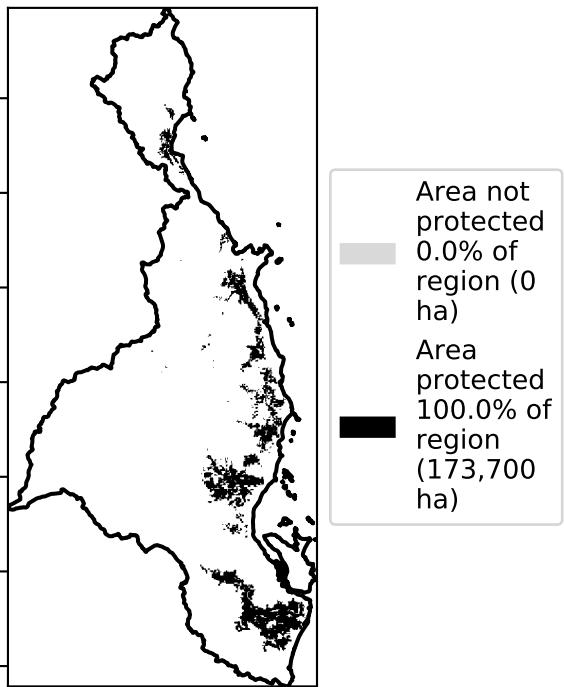 Area not
protected
0.0% of
region (0
ha)
Area
protected
100.0% of
region
(173,700
ha)